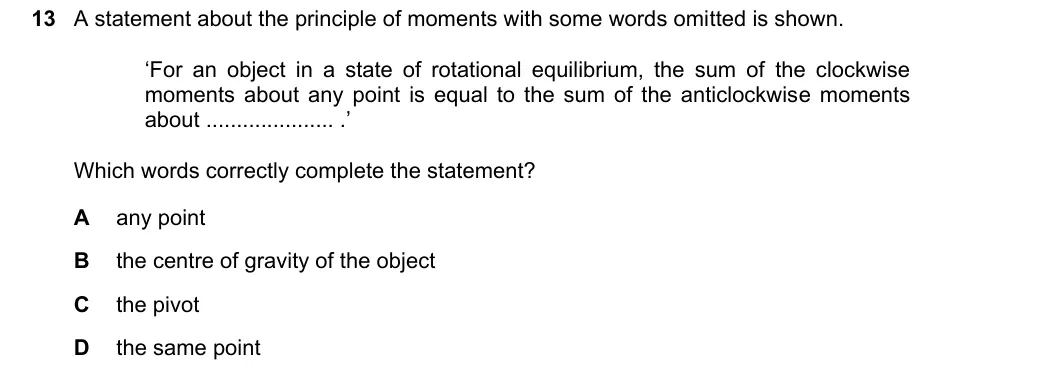 13 A statement about the principle of moments with some words omitted is shown.
‘For an object in a state of rotational equilibrium, the sum of the clockwise
moments about any point is equal to the sum of the anticlockwise moments
about ..................... .’
Which words correctly complete the statement?
A any point
B the centre of gravity of the object
C the pivot
D the same point